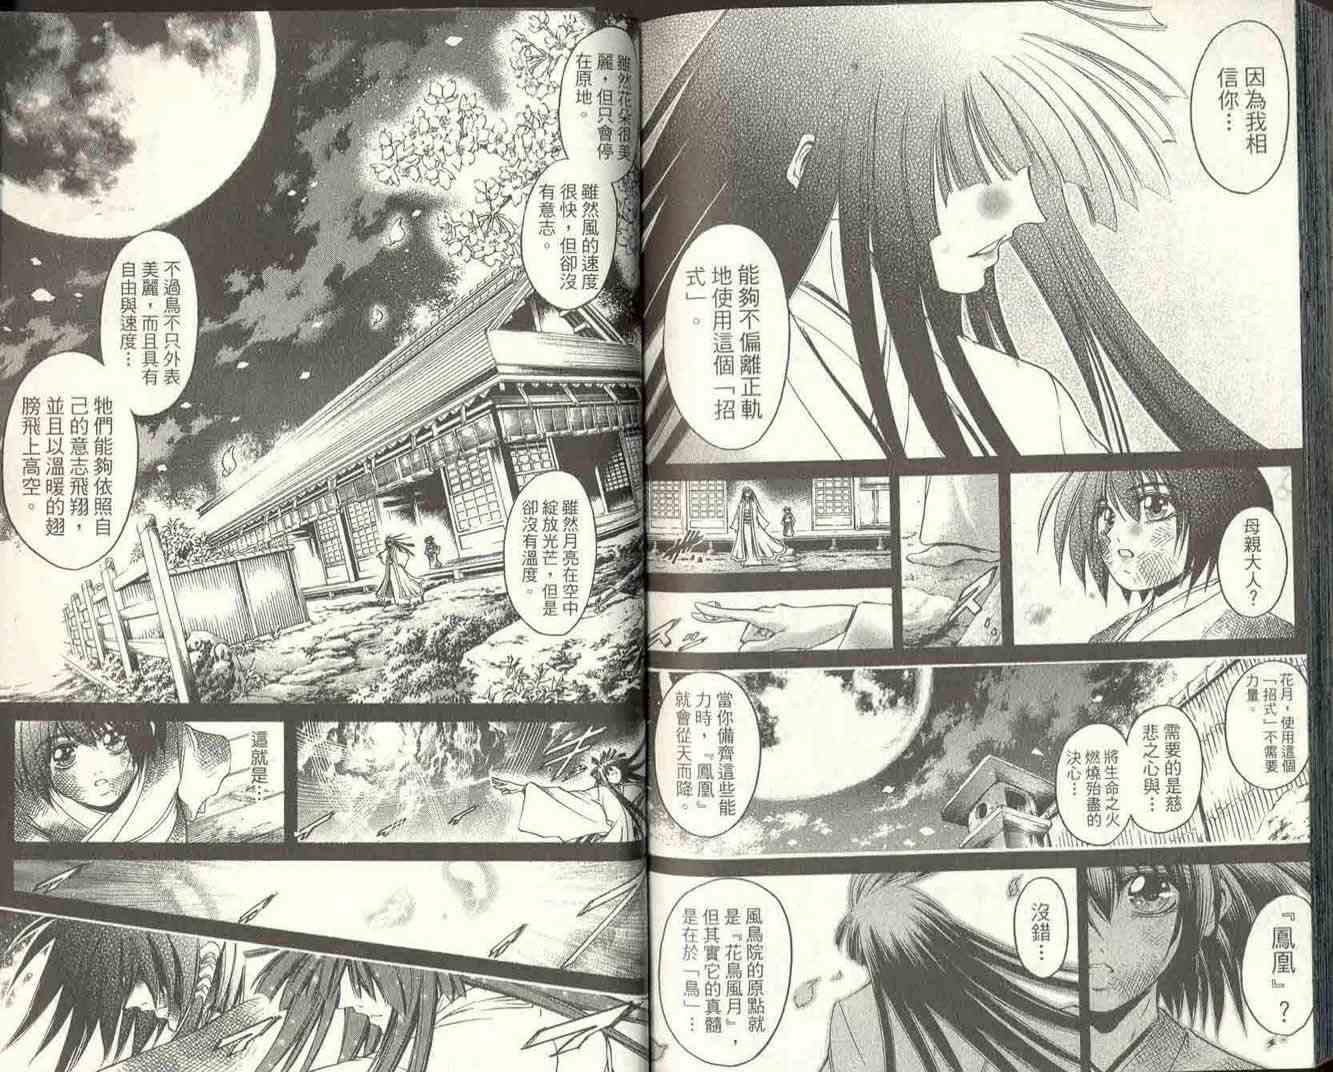 因為我相
信你…
能夠不偏離正軌
地使用這個「招
式」。
母親大人？
花月，使用這個
「招式」不需要
力量。
需要的是慈
悲之心與…
將生命之火
燃燒殆盡的
決心…
當你備齊這些能
力時，『鳳凰』
就會從天而降。
『鳳凰』？
沒錯…
風鳥院的原點就
是『花鳥風月』，
但其實它的真髓
是在於「鳥」…
雖然花朵很美
麗，但只會停
在原地。
雖然風的速度
很快，但卻沒
有意志。
雖然月亮在空中
綻放光芒，但是
卻沒有溫度。
不過鳥不只外表
美麗，而且具有
自由與速度…
牠們能夠依照自
己的意志飛翔，
並且以溫暖的翅
膀飛上高空。
這就是…